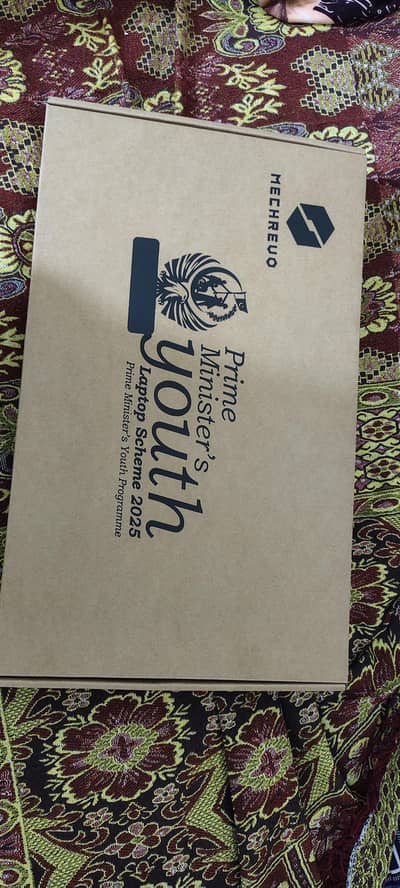 MECHREVO
Prime
Minister's
youth
Laptop Scheme 2025
Prime Minister's Youth Programme